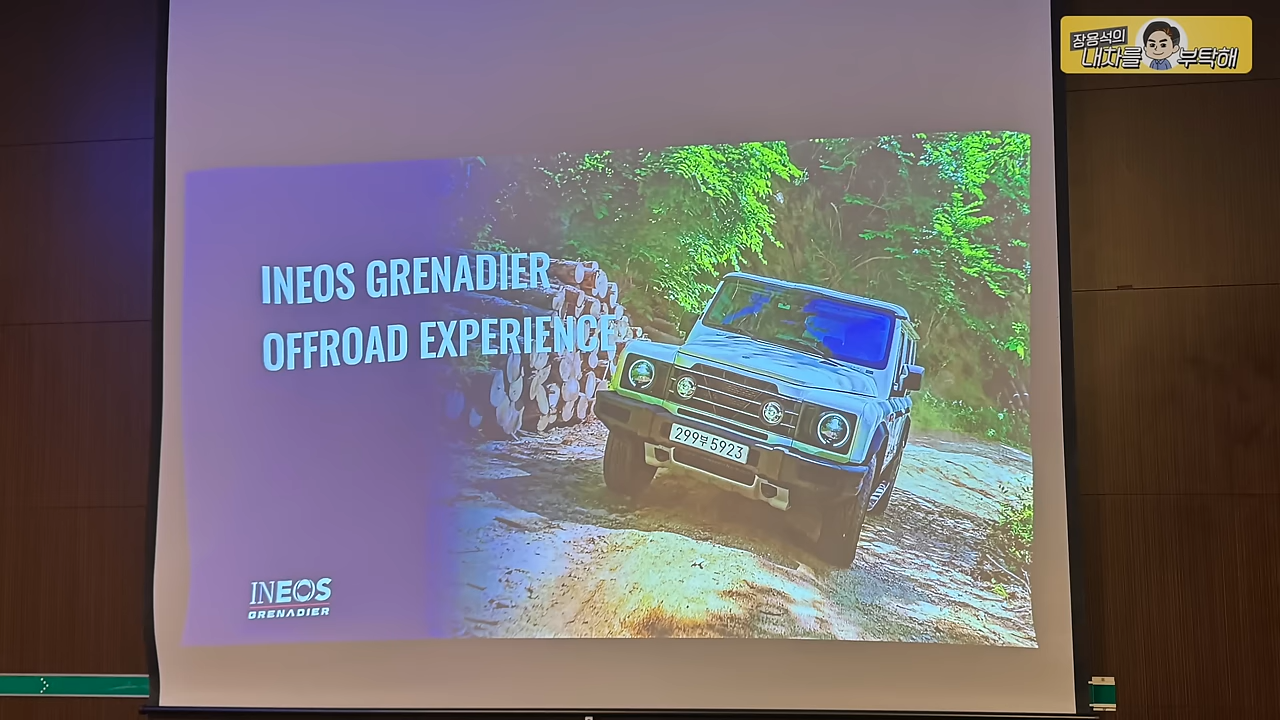 장용석의
내차를 부탁해
INEOS GRENADIER
OFFROAD EXPERIENCE
299부 5923
INEOS
GRENADIER